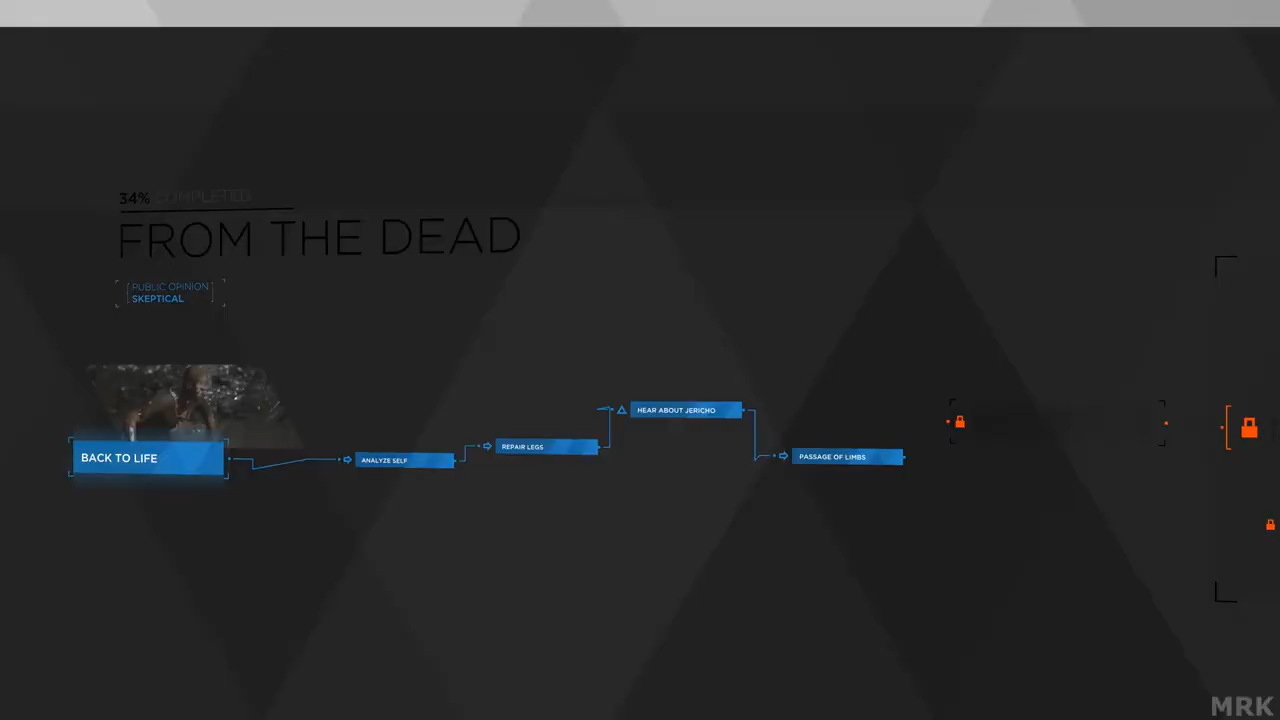 34% COMPLETED
FROM THE DEAD
PUBLIC OPINION
SKEPTICAL
HEAR ABOUT JERICHO
REPAIR LEGS
BACK TO LIFE
ANALYZE SELF
PASSAGE OF LIMBS
MRK